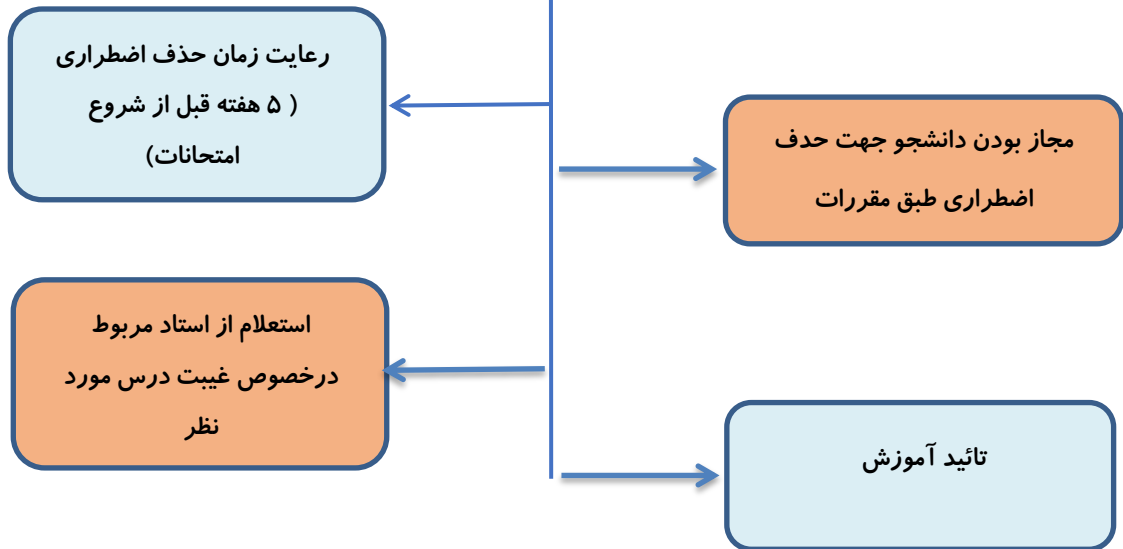 رعایت زمان حذف اضطراری
( ۵ هفته قبل از شروع
امتحانات)
مجاز بودن دانشجو جهت حدف
اضطراری طبق مقررات
استعلام از استاد مربوط
درخصوص غیبت درس مورد
نظر
تائید آموزش